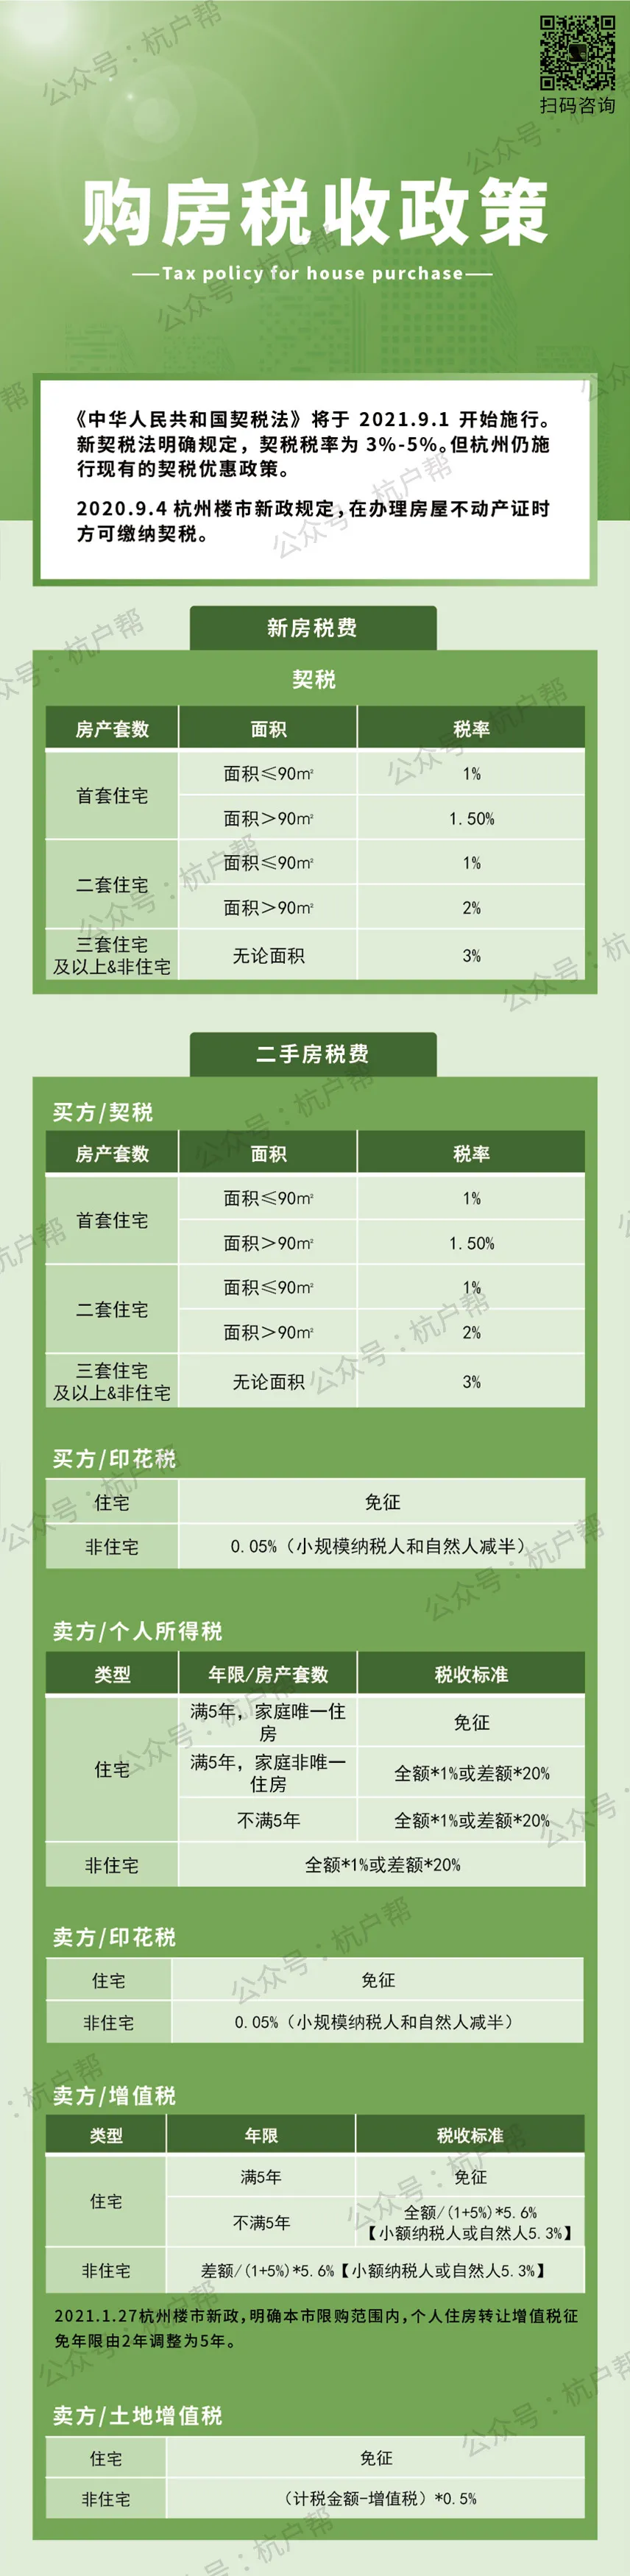 扫码咨询
购房税收政策
Tax policy for house purchase
《中华人民共和国契税法》将于 2021.9.1 开始施行。
新契税法明确规定，契税税率为 3%-5%。但杭州仍施
行现有的契税优惠政策。
2020.9.4 杭州楼市新政规定，在办理房屋不动产证时
方可缴纳契税。
新房税费
契税
房产套数 面积 税率
首套住宅
面积≤90㎡ 1%
面积＞90㎡ 1.50%
二套住宅
面积≤90㎡ 1%
面积＞90㎡ 2%
三套住宅
及以上&非住宅
无论面积 3%
二手房税费
买方/契税
房产套数 面积 税率
首套住宅
面积≤90㎡ 1%
面积＞90㎡ 1.50%
二套住宅
面积≤90㎡ 1%
面积＞90㎡ 2%
三套住宅
及以上&非住宅
无论面积 3%
买方/印花税
住宅 免征
非住宅 0.05%（小规模纳税人和自然人减半）
卖方/个人所得税
类型 年限/房产套数 税收标准
住宅
满5年，家庭唯一住
房
免征
满5年，家庭非唯一
住房
全额*1%或差额*20%
不满5年 全额*1%或差额*20%
非住宅 全额*1%或差额*20%
卖方/印花税
住宅 免征
非住宅 0.05%（小规模纳税人和自然人减半）
卖方/增值税
类型 年限 税收标准
住宅
满5年 免征
不满5年
全额/(1+5%)*5.6%
【小额纳税人或自然人5.3%】
非住宅 差额/(1+5%)*5.6%【小额纳税人或自然人5.3%】
2021.1.27杭州楼市新政，明确本市限购范围内，个人住房转让增值税征
免年限由2年调整为5年。
卖方/土地增值税
住宅 免征
非住宅 （计税金额-增值税）*0.5%
公众号：杭户帮